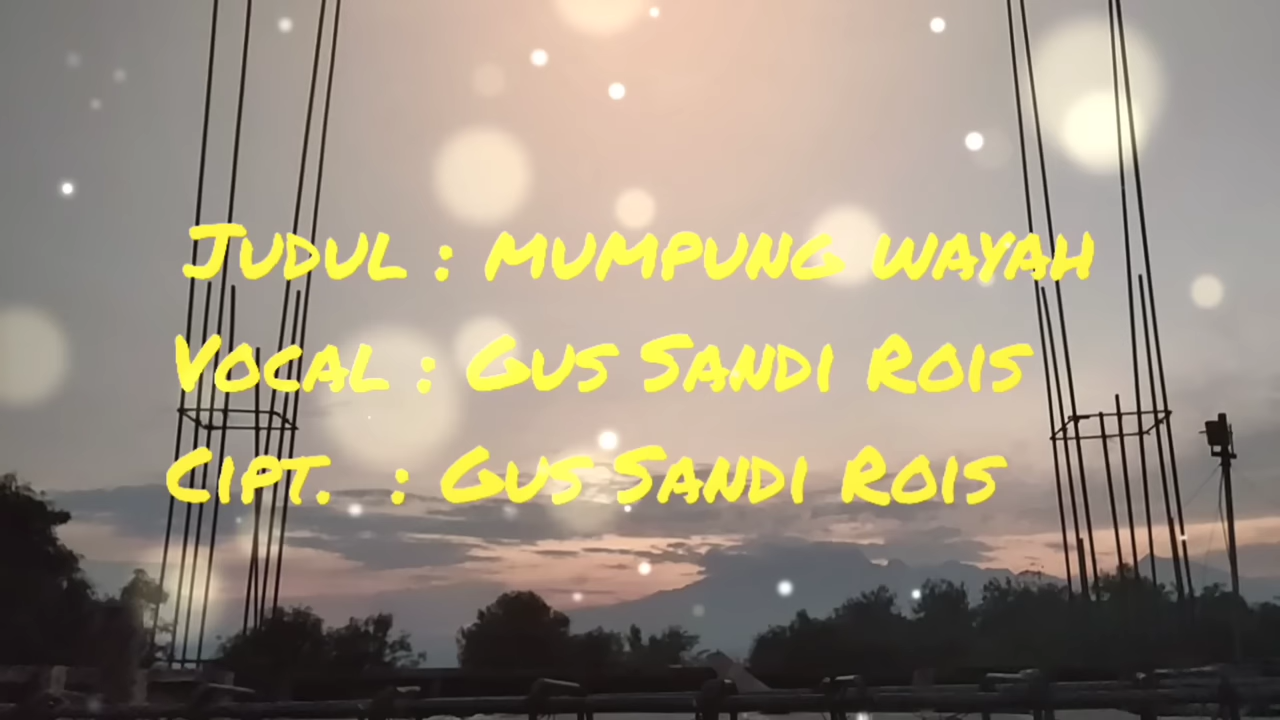 Judul : mumpung wayah
Vocal : Gus Sandi Rois
Cipt. : Gus Sandi Rois